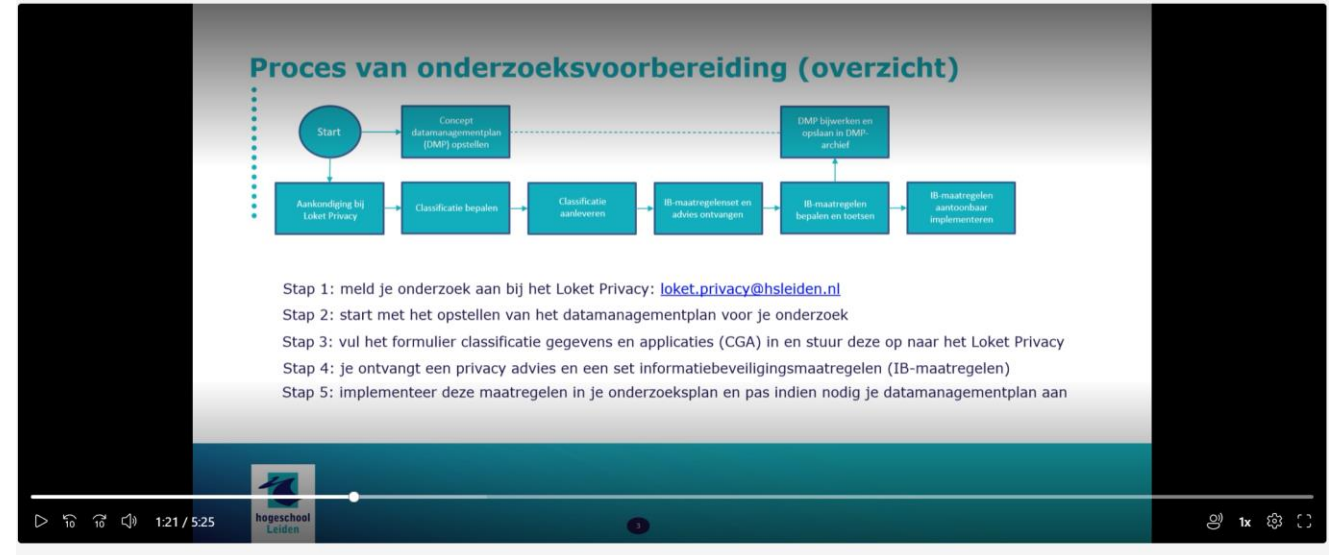 Proces van onderzoeksvoorbereiding (overzicht)
Start
Concept
datamanagementplan
(DMP) opstellen
DMP bijwerken en
opslaan in DMP-
archief
Aankondiging bij
Loket Privacy
Classificatie bepalen
Classificatie
aanleveren
IB-maatregelenset en
advies ontvangen
IB-maatregelen
bepalen en toetsen
IB-maatregelen
aantoonbaar
implementeren
Stap 1: meld je onderzoek aan bij het Loket Privacy: loket.privacy@hsleiden.nl
Stap 2: start met het opstellen van het datamanagementplan voor je onderzoek
Stap 3: vul het formulier classificatie gegevens en applicaties (CGA) in en stuur deze op naar het Loket Privacy
Stap 4: je ontvangt een privacy advies en een set informatiebeveiligingsmaatregelen (IB-maatregelen)
Stap 5: implementeer deze maatregelen in je onderzoeksplan en pas indien nodig je datamanagementplan aan
hogeschool
Leiden
3
10
10
1:21 / 5:25
1x